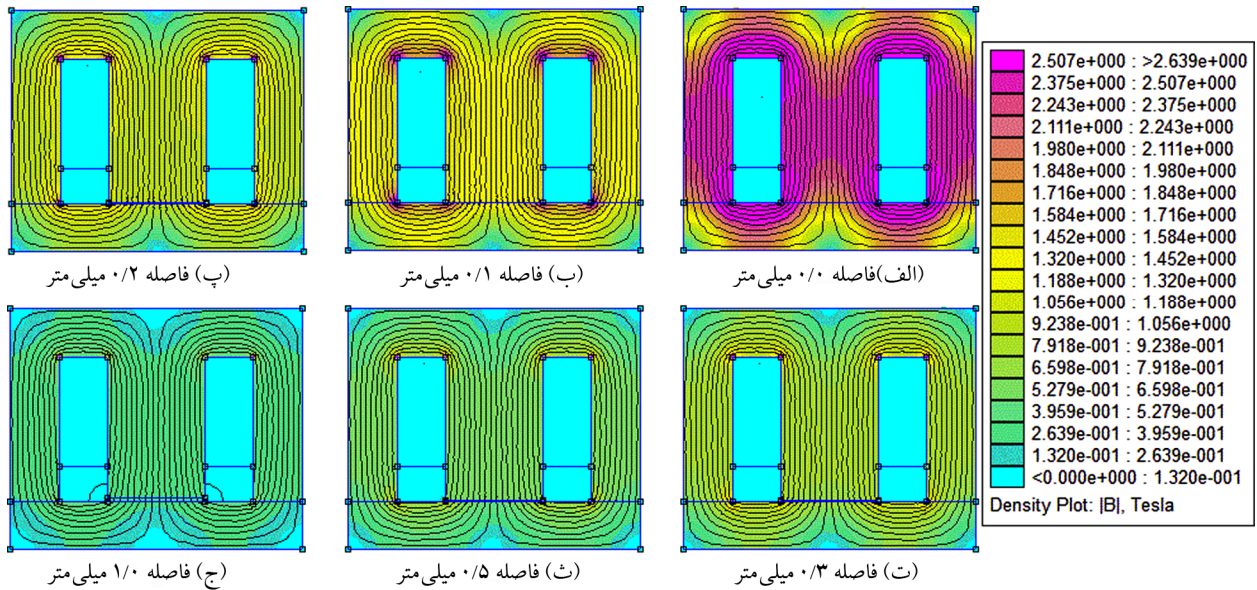 (الف)فاصله ۰/۰ میلی‌متر
(ب) فاصله ۰/۱ میلی‌متر
(پ) فاصله ۰/۲ میلی‌متر
(ت) فاصله ۰/۳ میلی‌متر
(ث) فاصله ۰/۵ میلی‌متر
(ج) فاصله ۱/۰ میلی‌متر
2.507e+000 : >2.639e+000
2.375e+000 : 2.507e+000
2.243e+000 : 2.375e+000
2.111e+000 : 2.243e+000
1.980e+000 : 2.111e+000
1.848e+000 : 1.980e+000
1.716e+000 : 1.848e+000
1.584e+000 : 1.716e+000
1.452e+000 : 1.584e+000
1.320e+000 : 1.452e+000
1.188e+000 : 1.320e+000
1.056e+000 : 1.188e+000
9.238e-001 : 1.056e+000
7.918e-001 : 9.238e-001
6.598e-001 : 7.918e-001
5.279e-001 : 6.598e-001
3.959e-001 : 5.279e-001
2.639e-001 : 3.959e-001
1.320e-001 : 2.639e-001
<0.000e+000 : 1.320e-001
Density Plot: |B|, Tesla